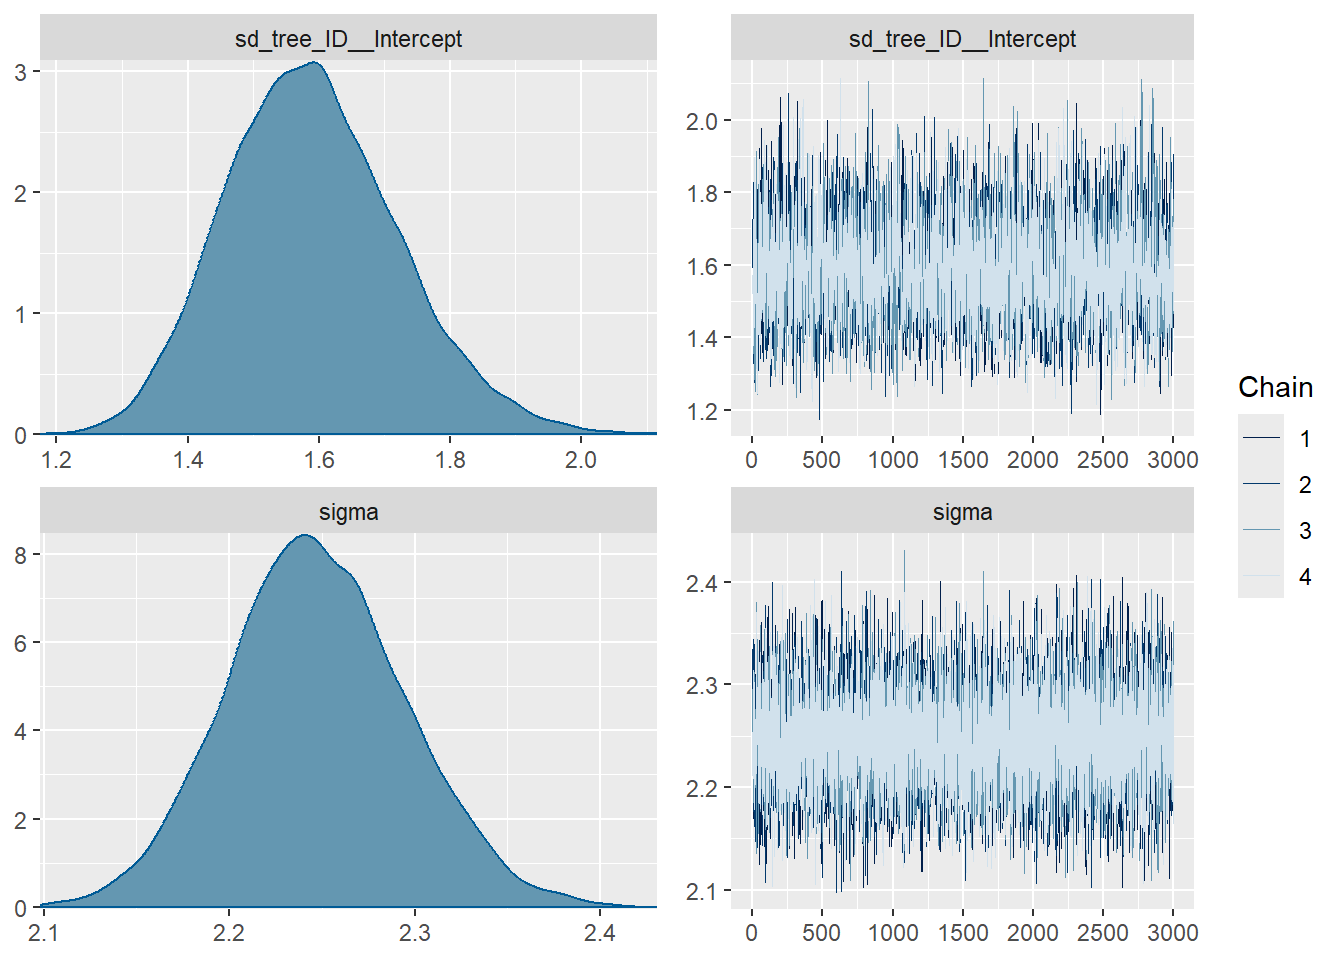 sd_tree_ID__Intercept
3
2
1
0
1.2 1.4 1.6 1.8 2.0
sd_tree_ID__Intercept
2.0
1.8
1.6
1.4
1.2
0 500 1000 1500 2000 2500 3000
sigma
8
6
4
2
0
2.1 2.2 2.3 2.4
sigma
2.4
2.3
2.2
2.1
0 500 1000 1500 2000 2500 3000
Chain
1
2
3
4